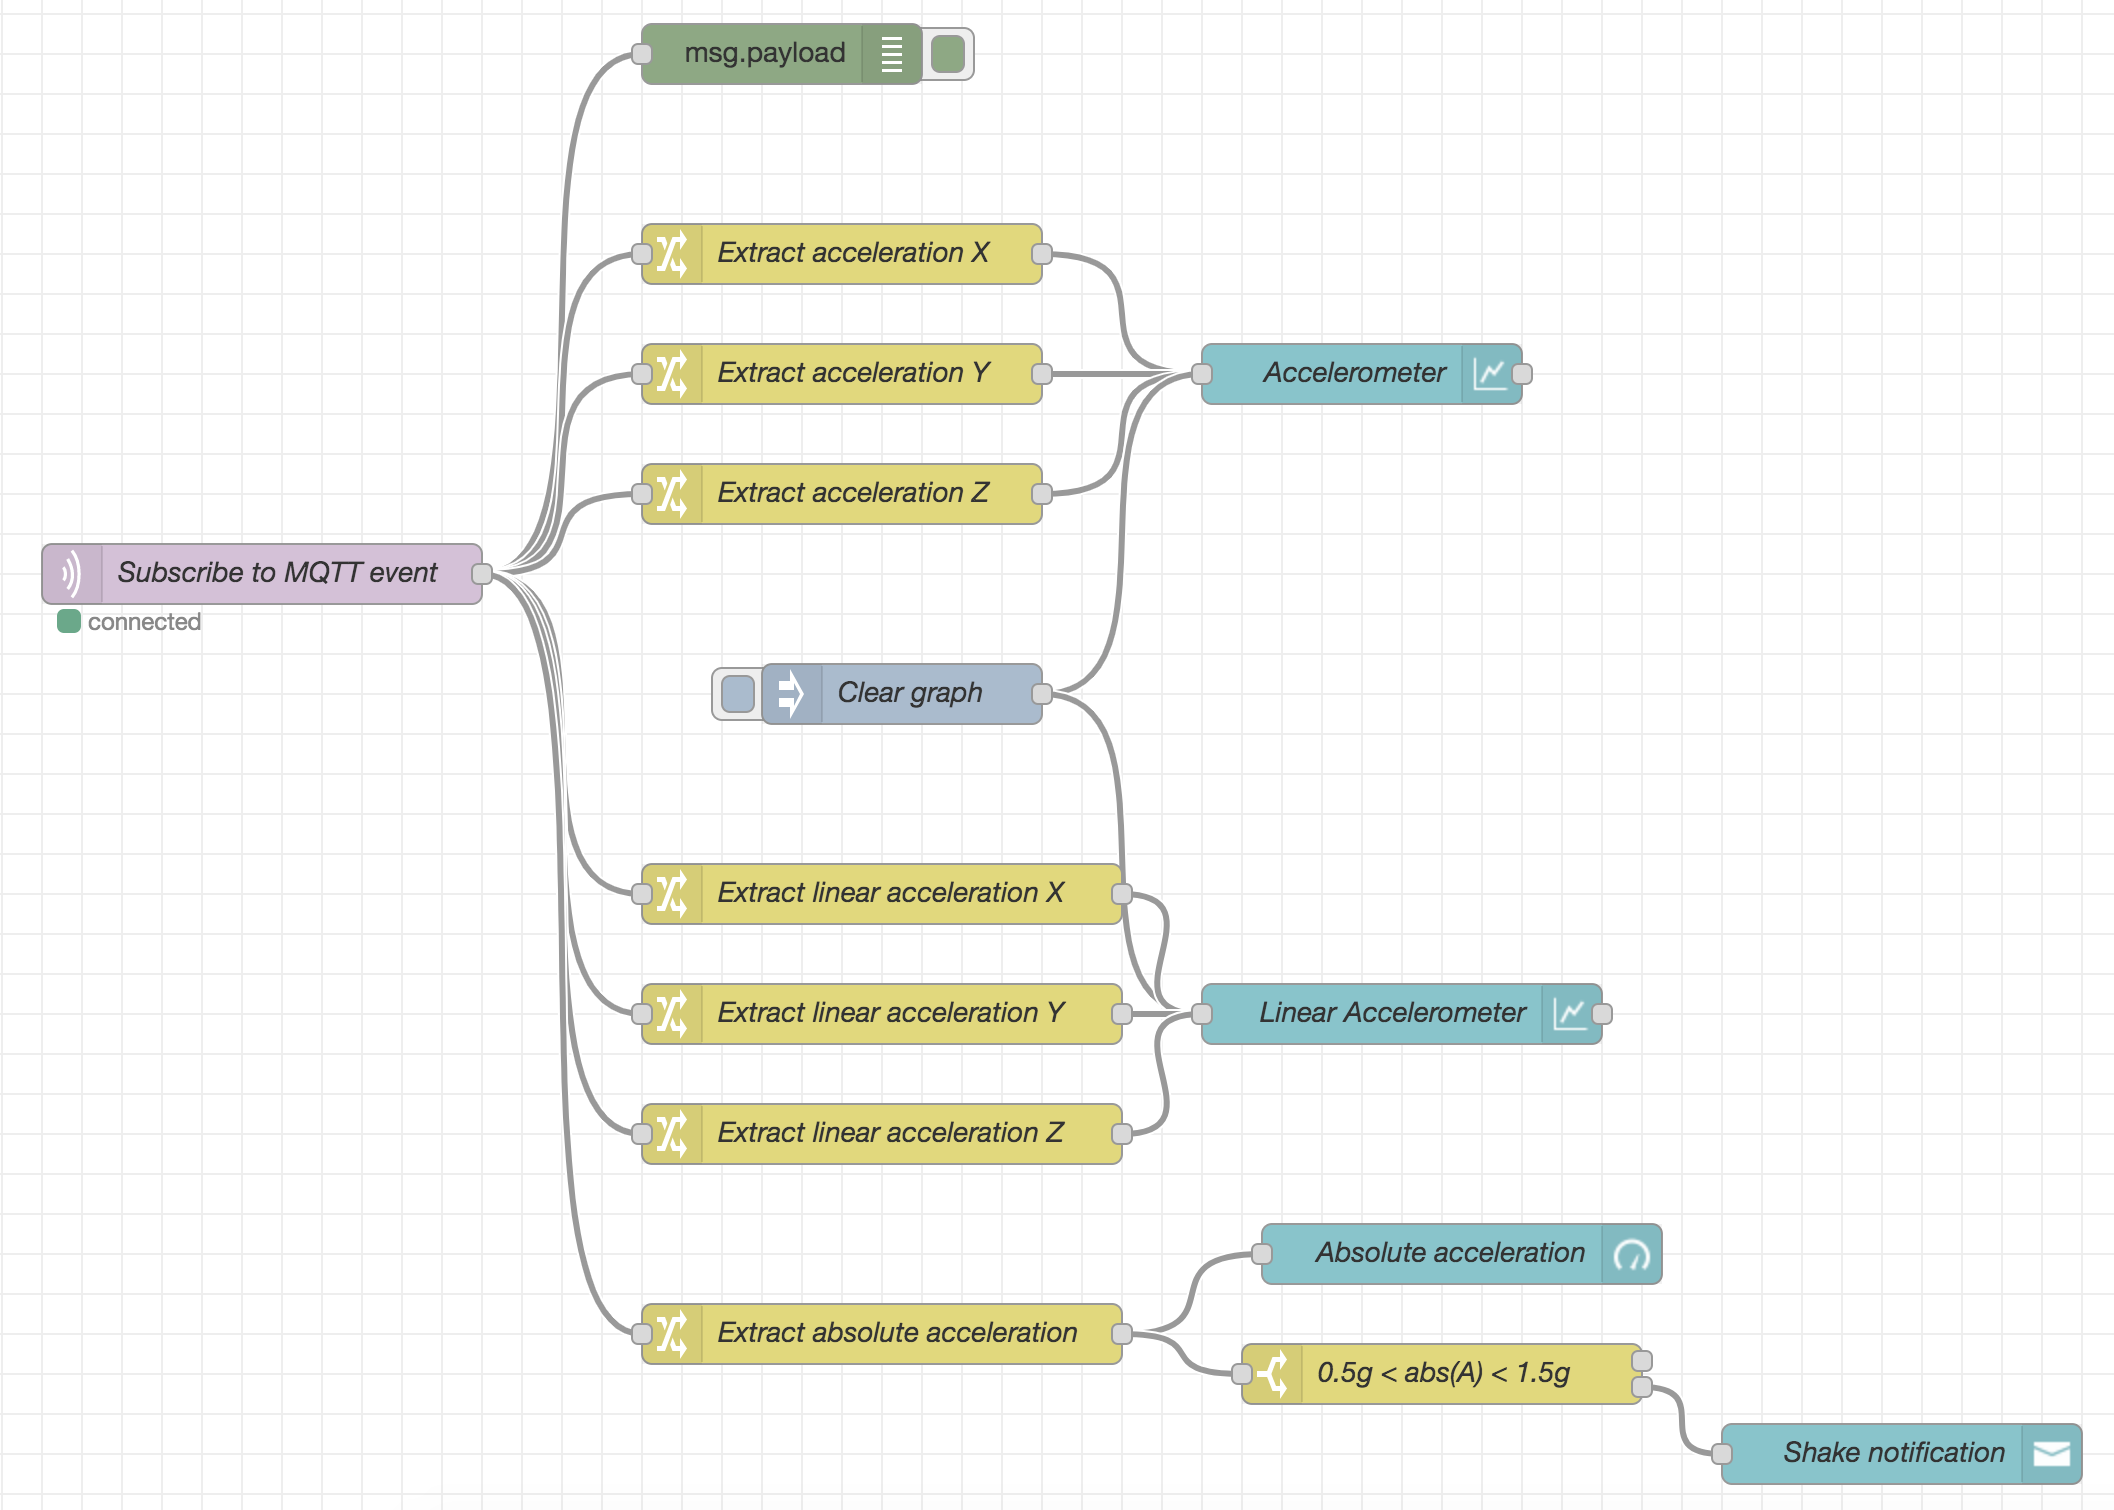 msg.payload
Extract acceleration X
Extract acceleration Y
Accelerometer
Extract acceleration Z
Subscribe to MQTT event
connected
Clear graph
Extract linear acceleration X
Extract linear acceleration Y
Linear Accelerometer
Extract linear acceleration Z
Absolute acceleration
Extract absolute acceleration
0.5g < abs(A) < 1.5g
Shake notification